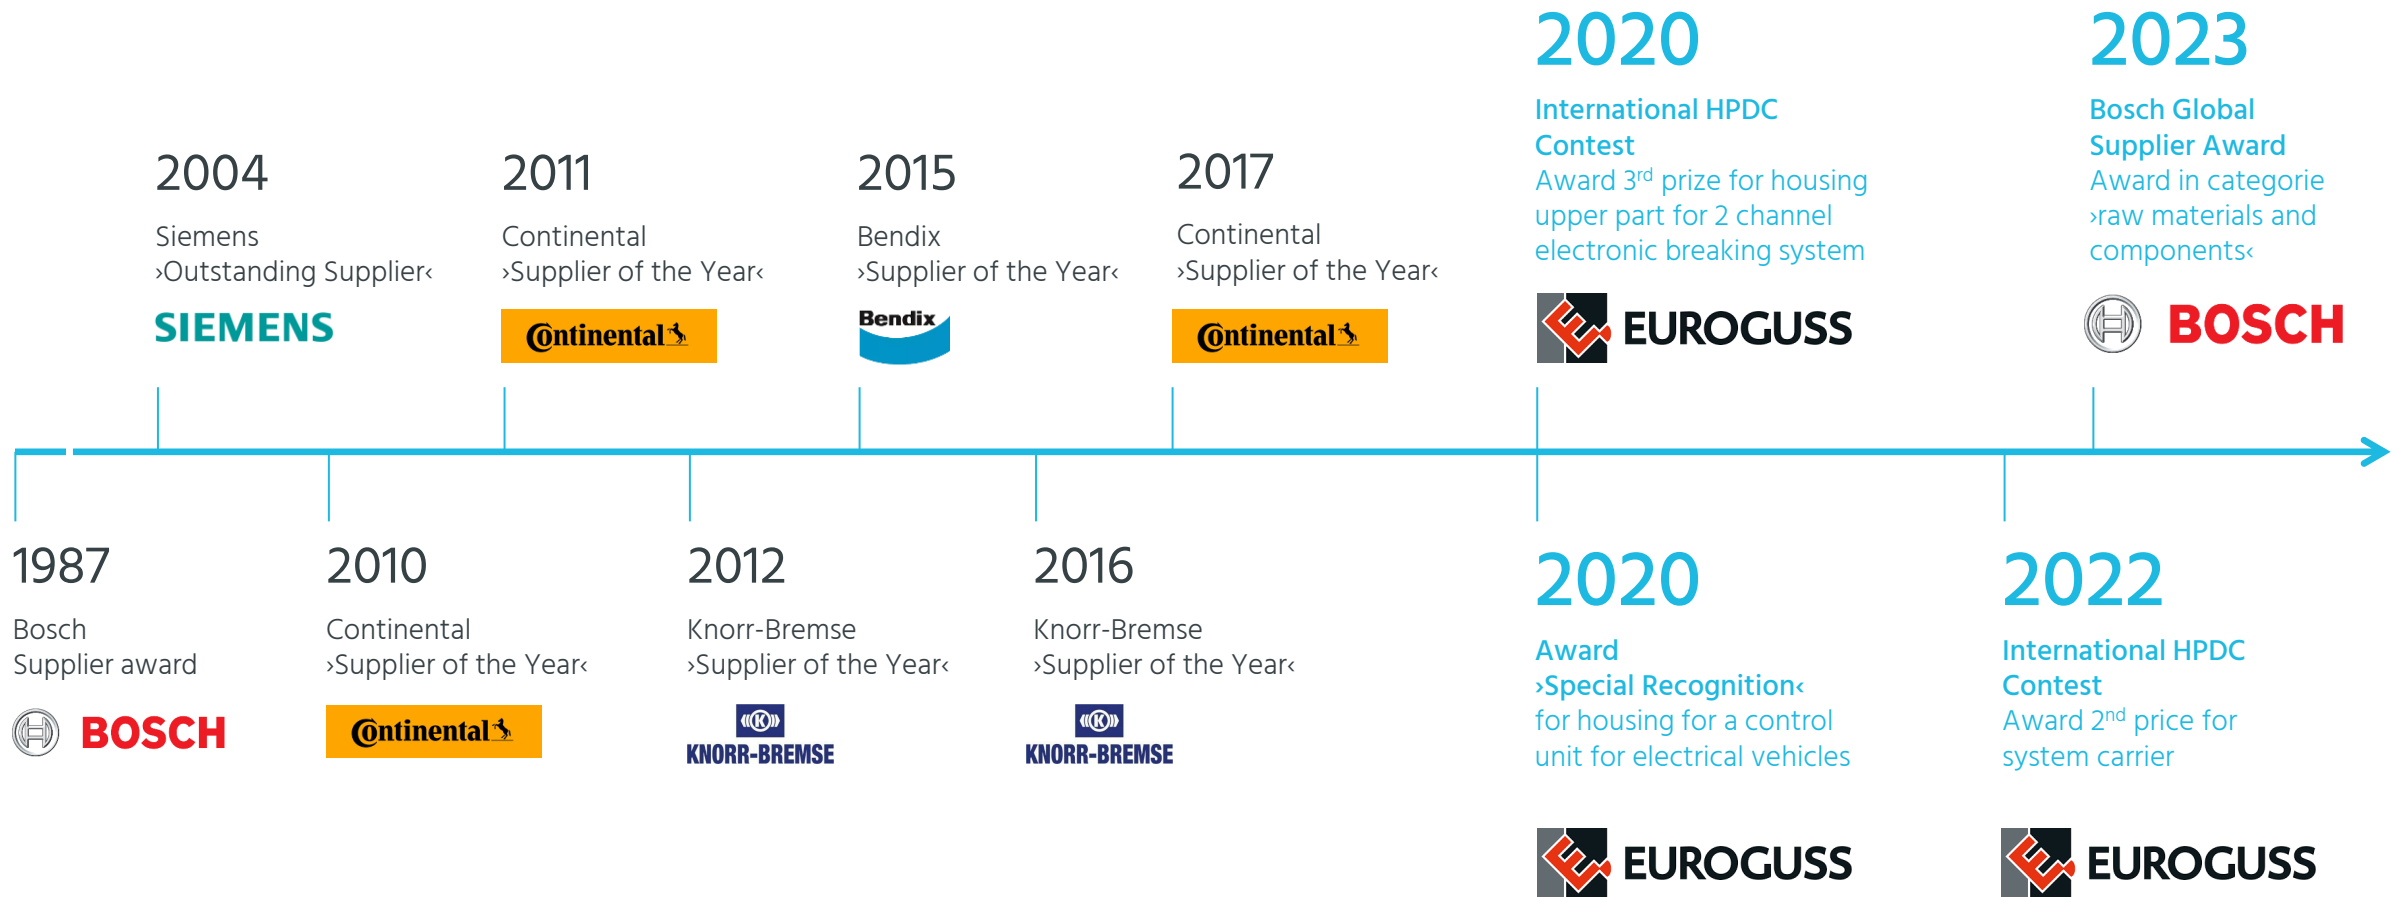 2004
Siemens
›Outstanding Supplier‹
SIEMENS
2011
Continental
›Supplier of the Year‹
Continental
2015
Bendix
›Supplier of the Year‹
Bendix
2017
Continental
›Supplier of the Year‹
Continental
2020
International HPDC
Contest
Award 3rd prize for housing
upper part for 2 channel
electronic breaking system
EUROGUSS
2023
Bosch Global
Supplier Award
Award in categorie
›raw materials and
components‹
BOSCH
1987
Bosch
Supplier award
BOSCH
2010
Continental
›Supplier of the Year‹
Continental
2012
Knorr-Bremse
›Supplier of the Year‹
K
KNORR-BREMSE
2016
Knorr-Bremse
›Supplier of the Year‹
K
KNORR-BREMSE
2020
Award
›Special Recognition‹
for housing for a control
unit for electrical vehicles
EUROGUSS
2022
International HPDC
Contest
Award 2nd price for
system carrier
EUROGUSS